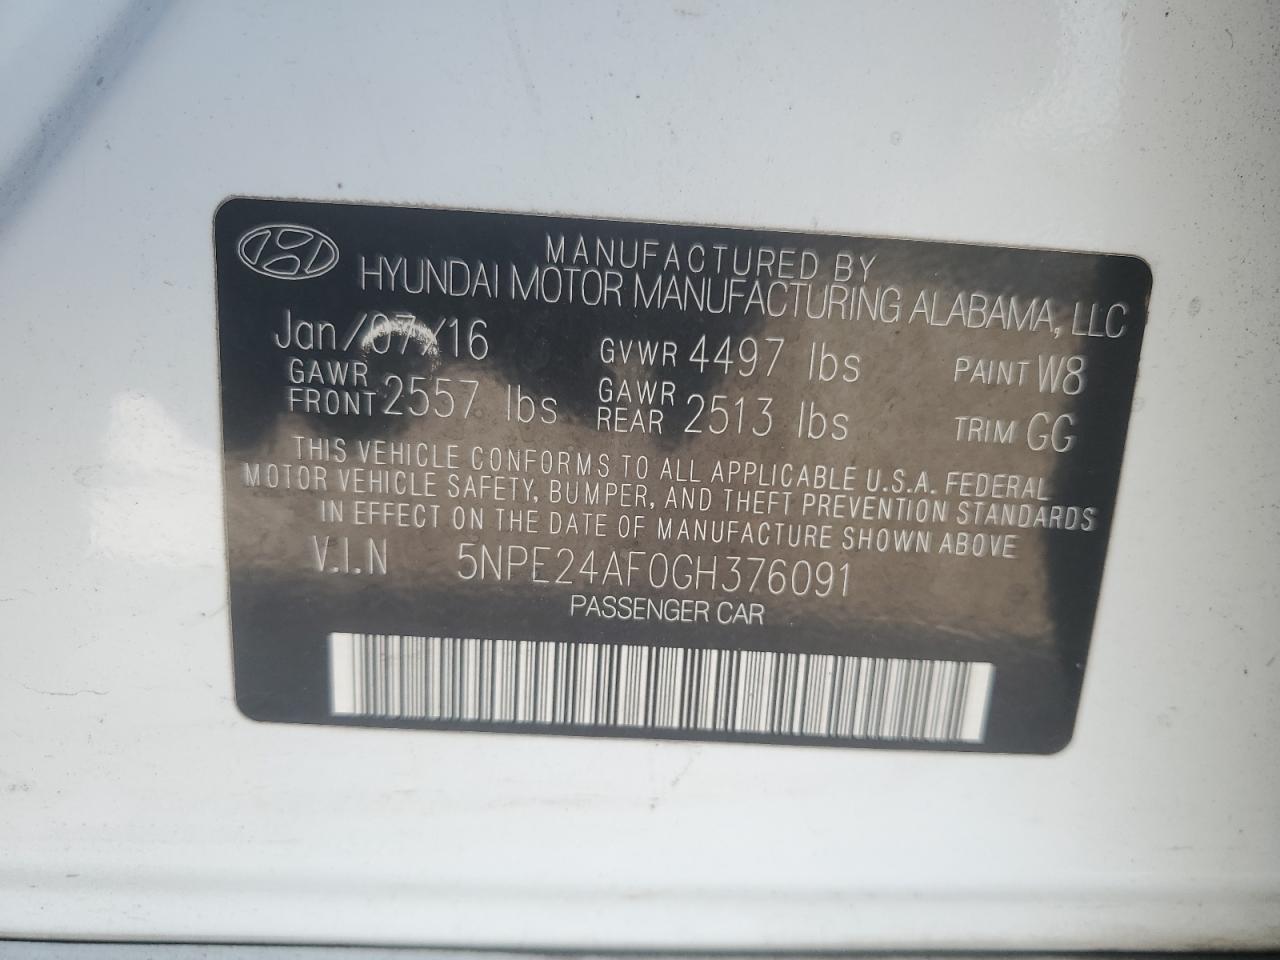 MANUFACTURED BY
HYUNDAI MOTOR MANUFACTURING ALABAMA, LLC
Jan/07/16 GVWR 4497 lbs PAINT W8
GAWR FRONT 2557 lbs GAWR REAR 2513 lbs TRIM GG
THIS VEHICLE CONFORMS TO ALL APPLICABLE U.S.A. FEDERAL
MOTOR VEHICLE SAFETY, BUMPER, AND THEFT PREVENTION STANDARDS
IN EFFECT ON THE DATE OF MANUFACTURE SHOWN ABOVE
V.I.N 5NPE24AF0GH376091
PASSENGER CAR